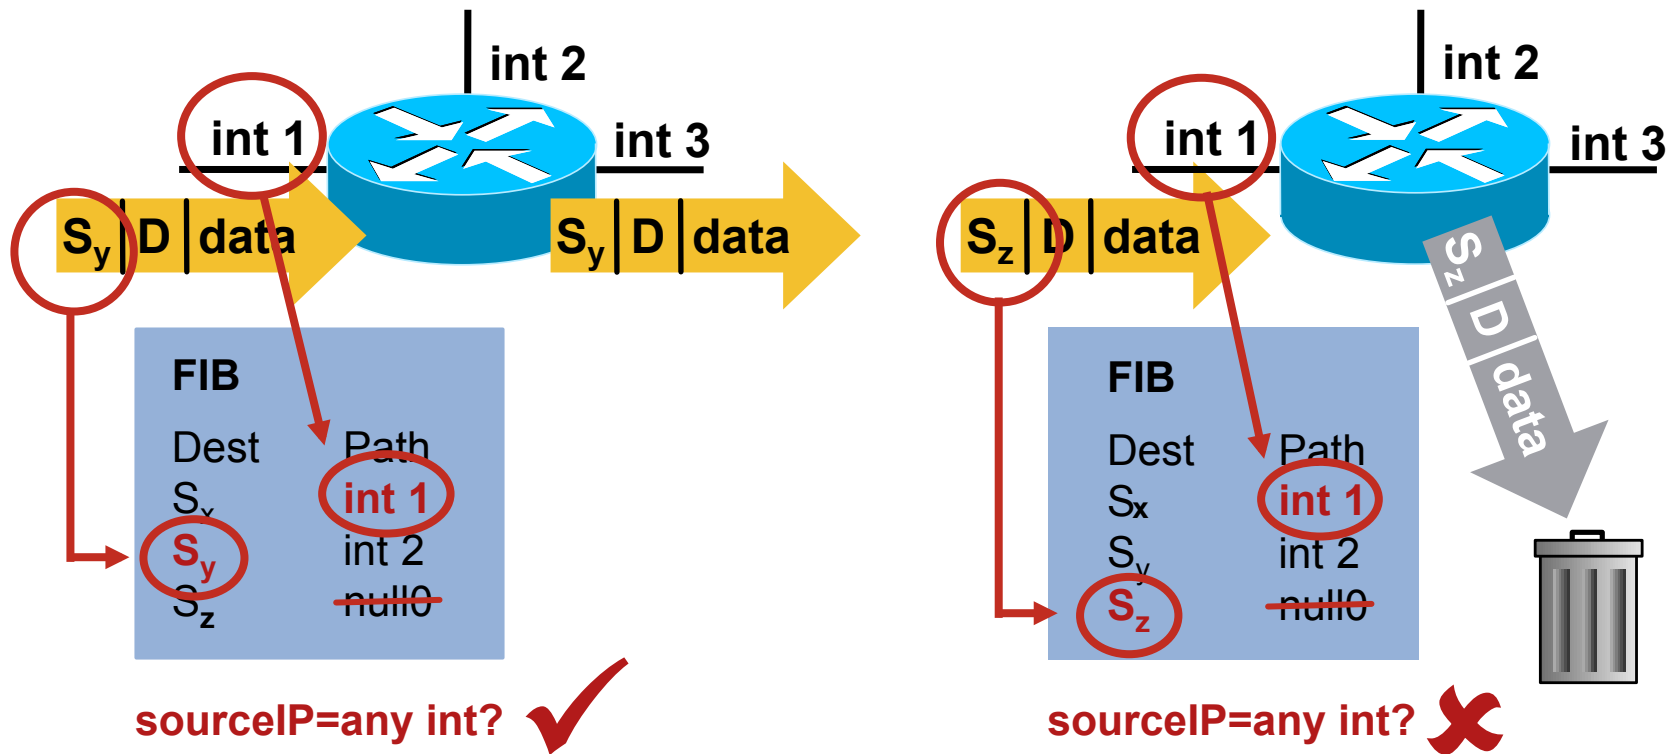 int 2
int 1
int 3
Sy D data
Sy D data
FIB
Dest Path
Sx int 1
Sy int 2
Sz null0
sourceIP=any int?
int 2
int 1
int 3
Sz D data
Sz D data
FIB
Dest Path
Sx int 1
Sy int 2
Sz null0
sourceIP=any int?